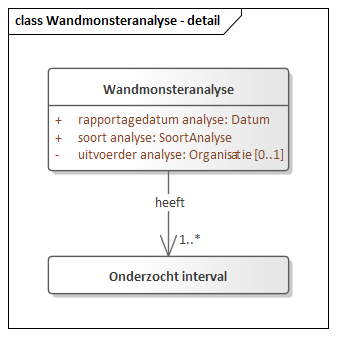 class Wandmonsteranalyse - detail
Wandmonsteranalyse
+ rapportagedatum analyse: Datum
+ soort analyse: SoortAnalyse
- uitvoerder analyse: Organisatie [0..1]
heeft
1..*
Onderzocht interval